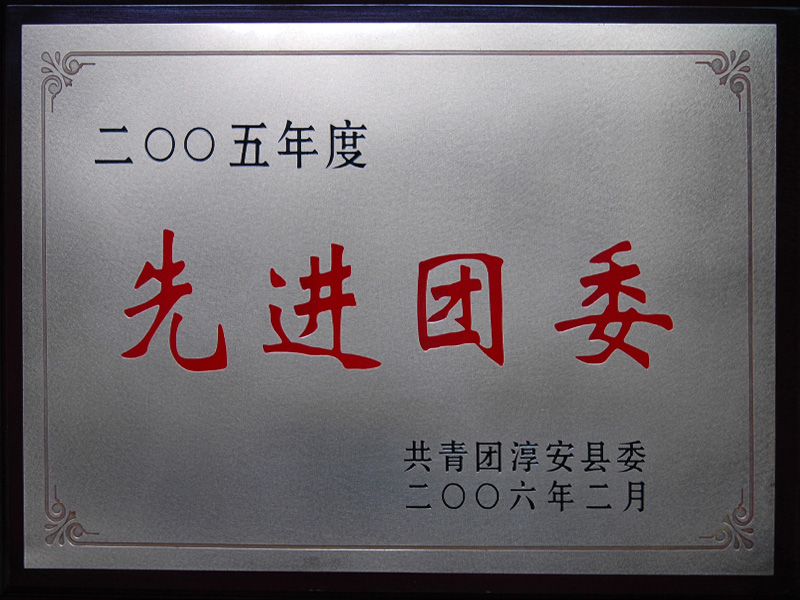 二〇〇五年度
先进团委
共青团淳安县委
二〇〇六年二月